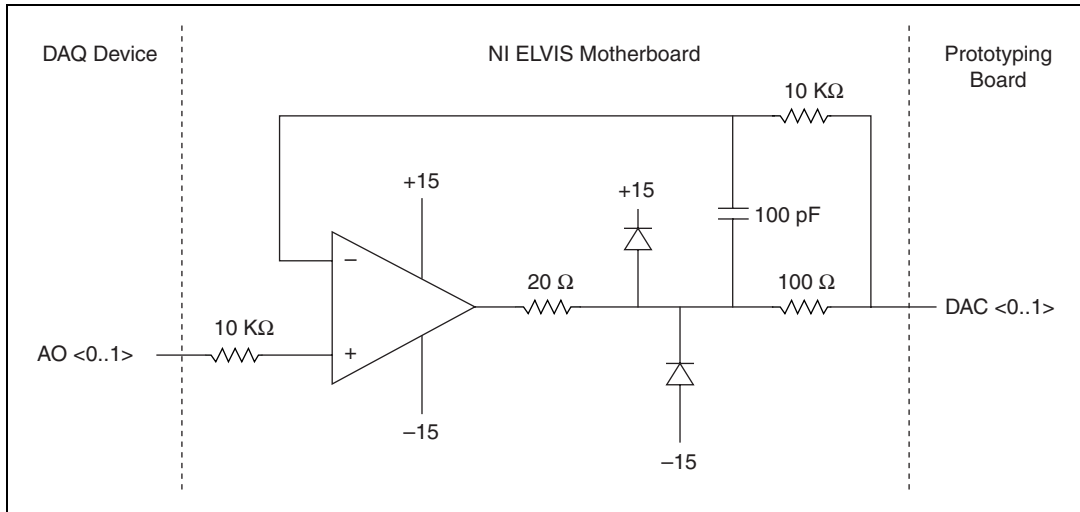 DAQ Device
NI ELVIS Motherboard
Prototyping
Board
10 KΩ
+15
+15
100 pF
–
20 Ω
100 Ω
DAC <0..1>
10 KΩ
AO <0..1>
+
–15
–15